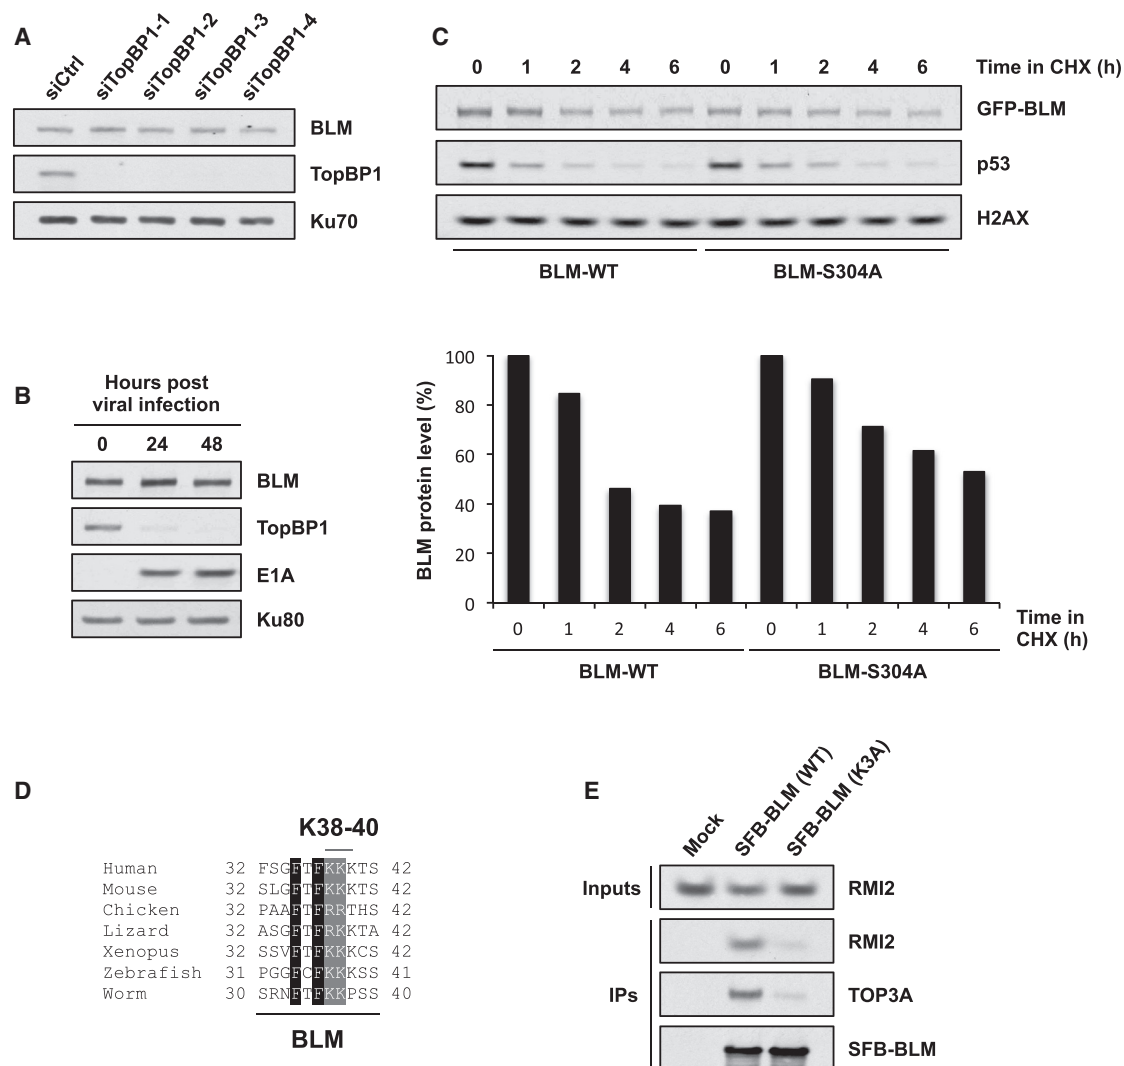 A
siCtrl
siTopBP1-1
siTopBP1-2
siTopBP1-3
siTopBP1-4
BLM
TopBP1
Ku70
B
Hours post
viral infection
0 24 48
BLM
TopBP1
E1A
Ku80
C
0 1 2 4 6 0 1 2 4 6 Time in CHX (h)
GFP-BLM
p53
H2AX
BLM-WT BLM-S304A
BLM protein level (%)
100
80
60
40
20
0
0 1 2 4 6 0 1 2 4 6
Time in
CHX (h)
BLM-WT BLM-S304A
D
K38-40
Human 32 FSGFTFKKKTS 42
Mouse 32 SLGFTFKKKTS 42
Chicken 32 PAAFTFRRTHS 42
Lizard 32 ASGFTFRKKTA 42
Xenopus 32 SSVFTFKKKCS 42
Zebrafish 31 PGGFCFKKKSS 41
Worm 30 SRNFTFKKPSS 40
BLM
E
Mock
SFB-BLM (WT)
SFB-BLM (K3A)
Inputs RMI2
IPs
RMI2
TOP3A
SFB-BLM